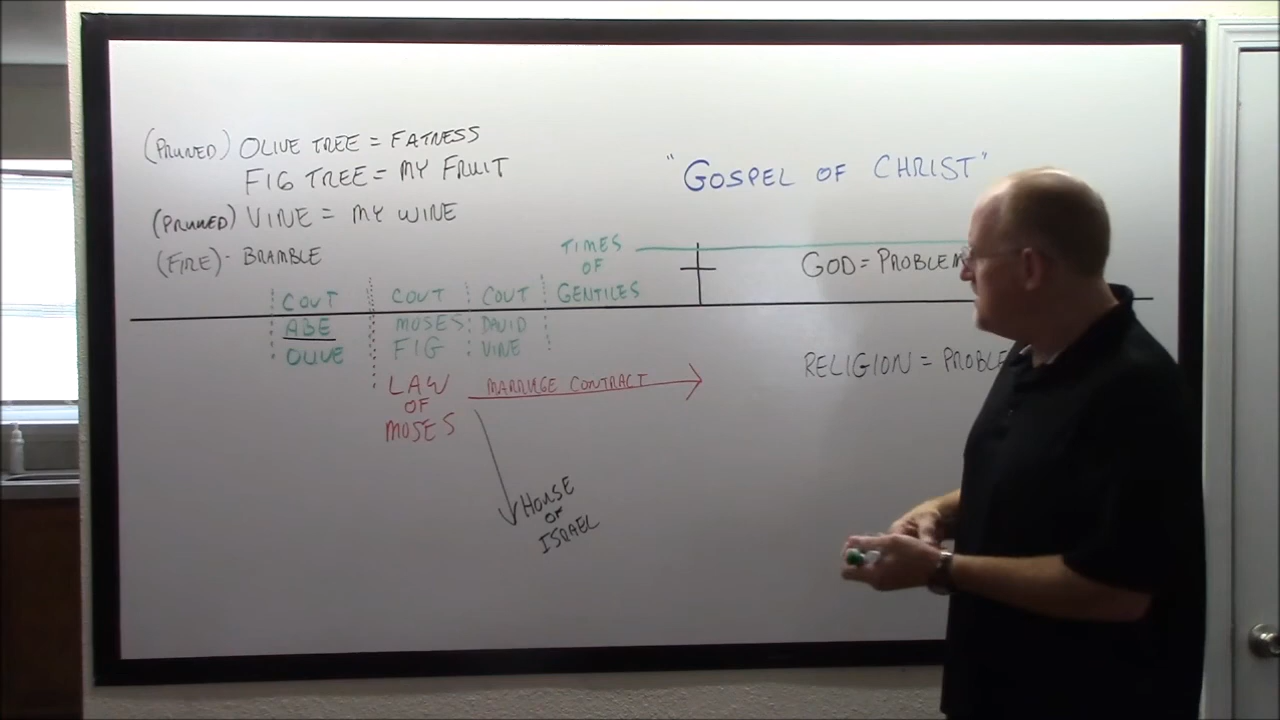 (PRUNED) OLIVE TREE = FATNESS
FIG TREE = MY FRUIT
(PRUNED) VINE = MY WINE
(FIRE)- BRAMBLE
"GOSPEL OF CHRIST"
TIMES
OF
GENTILES
GOD = PROBLEM
COVT
ABE
OLIVE
COVT
MOSES
FIG
COVT
DAVID
VINE
RELIGION = PROBLE
LAW
OF
MOSES
MARRIGE CONTRACT
HOUSE
OF
ISRAEL